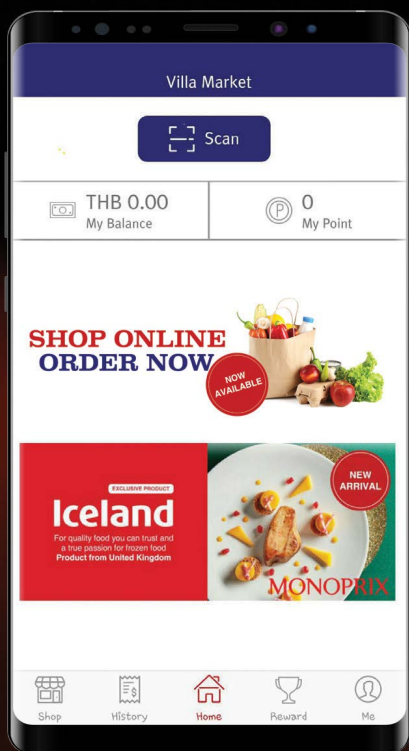 Villa Market
Scan
THB 0.00
My Balance
0
My Point
SHOP ONLINE
ORDER NOW
NOW
AVAILABLE
EXCLUSIVE PRODUCT
Iceland
For quality food you can trust and
a true passion for frozen food
Product from United Kingdom
NEW
ARRIVAL
MONOPRIX
Shop
History
Home
Reward
Me